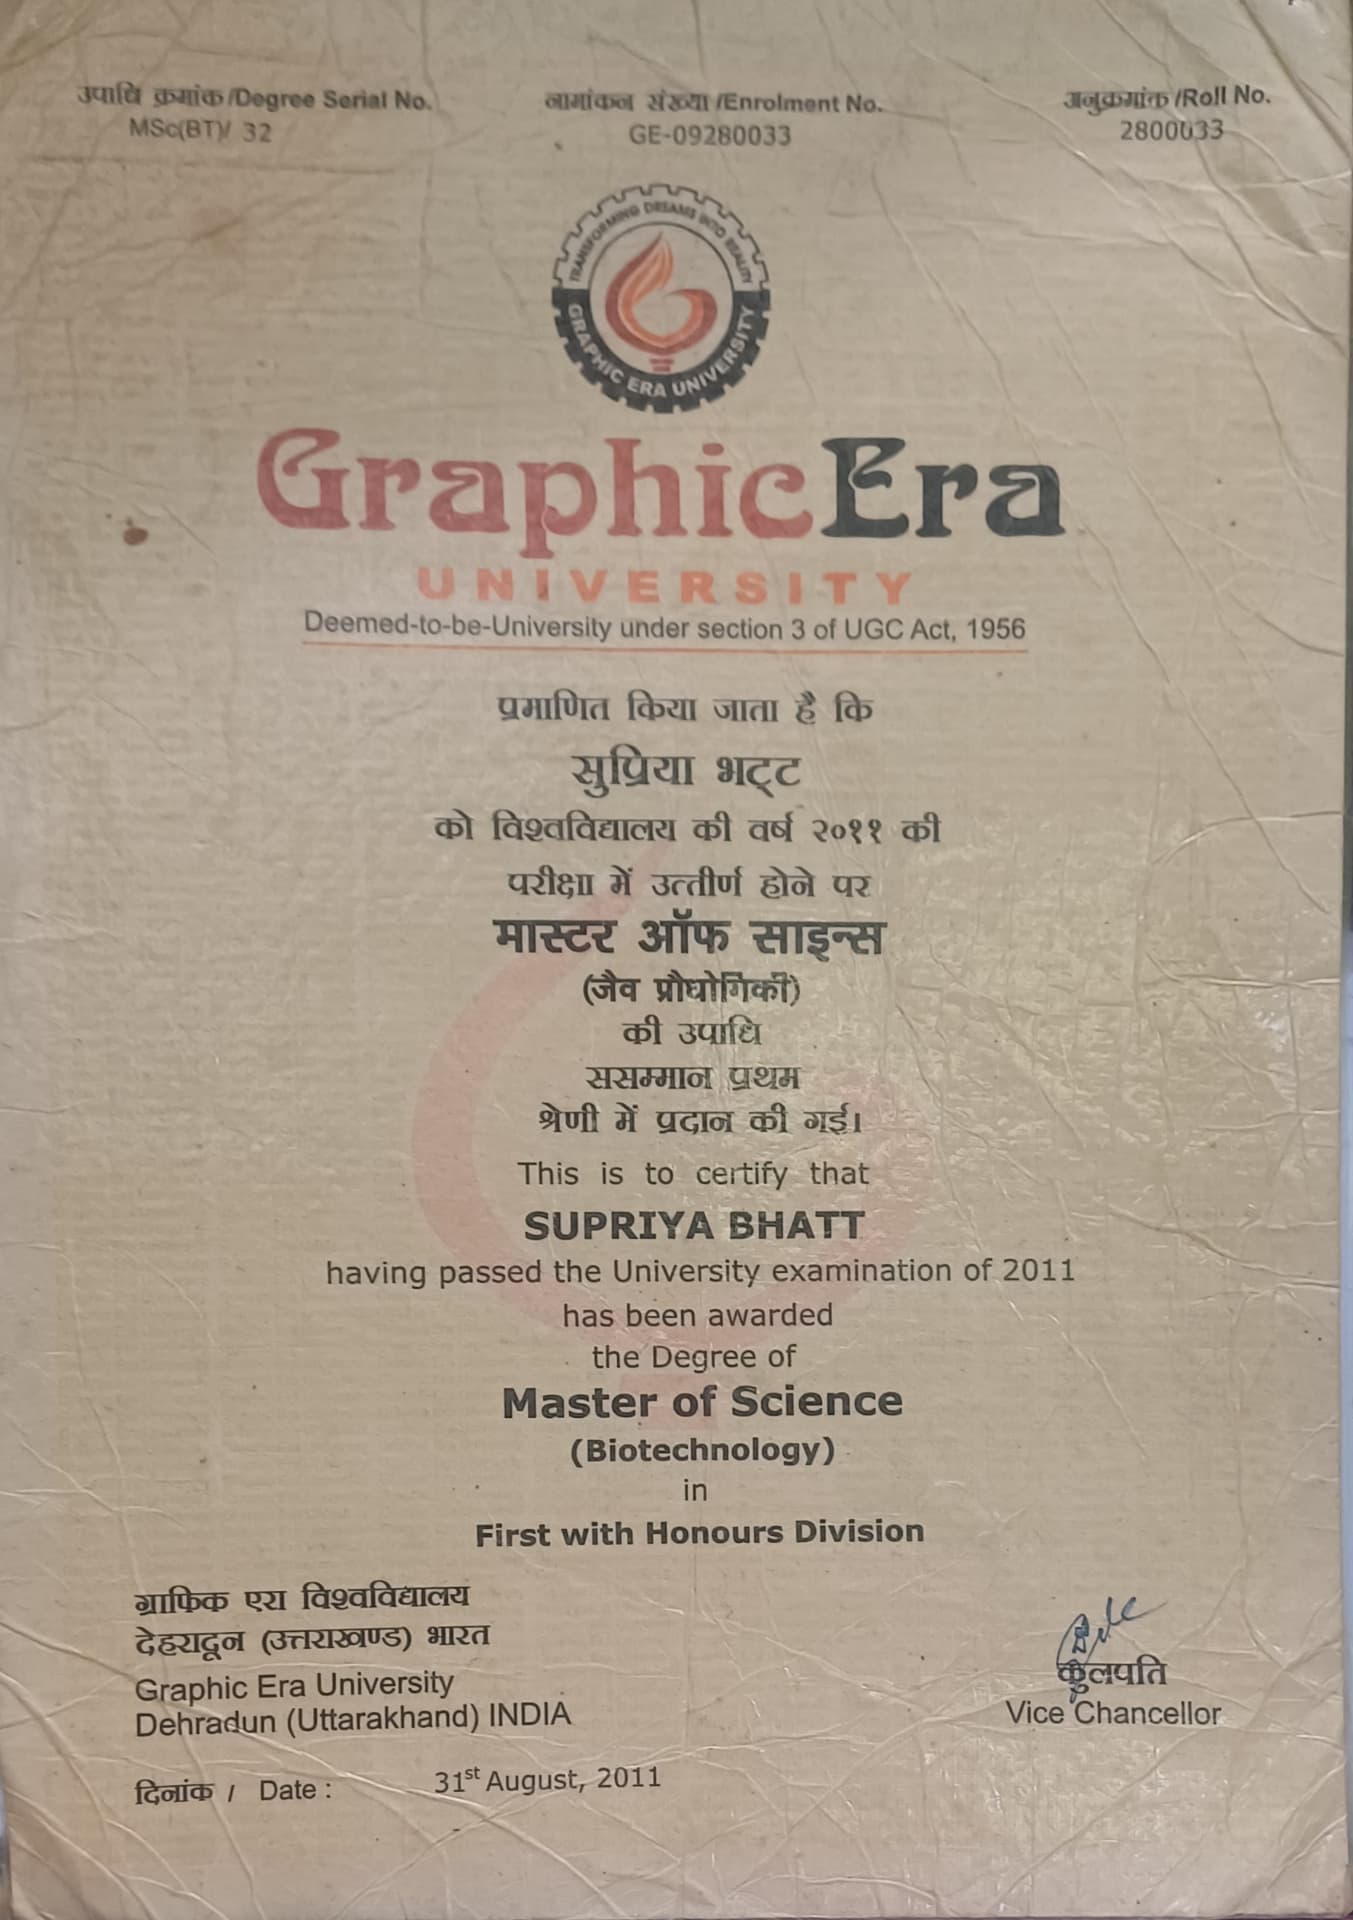 उपाधि क्रमांक/Degree Serial No.
MSc(BT)/ 32
नामांकन संख्या/Enrolment No.
GE-09280033
अनुक्रमांक/Roll No.
2800033
TRANSFORMING DREAMS INTO REALITY
GRAPHIC ERA UNIVERSITY
GraphicEra
UNIVERSITY
Deemed-to-be-University under section 3 of UGC Act, 1956
प्रमाणित किया जाता है कि
सुप्रिया भट्ट
को विश्वविद्यालय की वर्ष २०११ की
परीक्षा में उत्तीर्ण होने पर
मास्टर ऑफ साइन्स
(जैव प्रौघोगिकी)
की उपाधि
ससम्मान प्रथम
श्रेणी में प्रदान की गई।
This is to certify that
SUPRIYA BHATT
having passed the University examination of 2011
has been awarded
the Degree of
Master of Science
(Biotechnology)
in
First with Honours Division
ग्राफिक एरा विश्वविद्यालय
देहरादून (उत्तराखण्ड) भारत
Graphic Era University
Dehradun (Uttarakhand) INDIA
कुलपति
Vice Chancellor
दिनांक / Date : 31st August, 2011